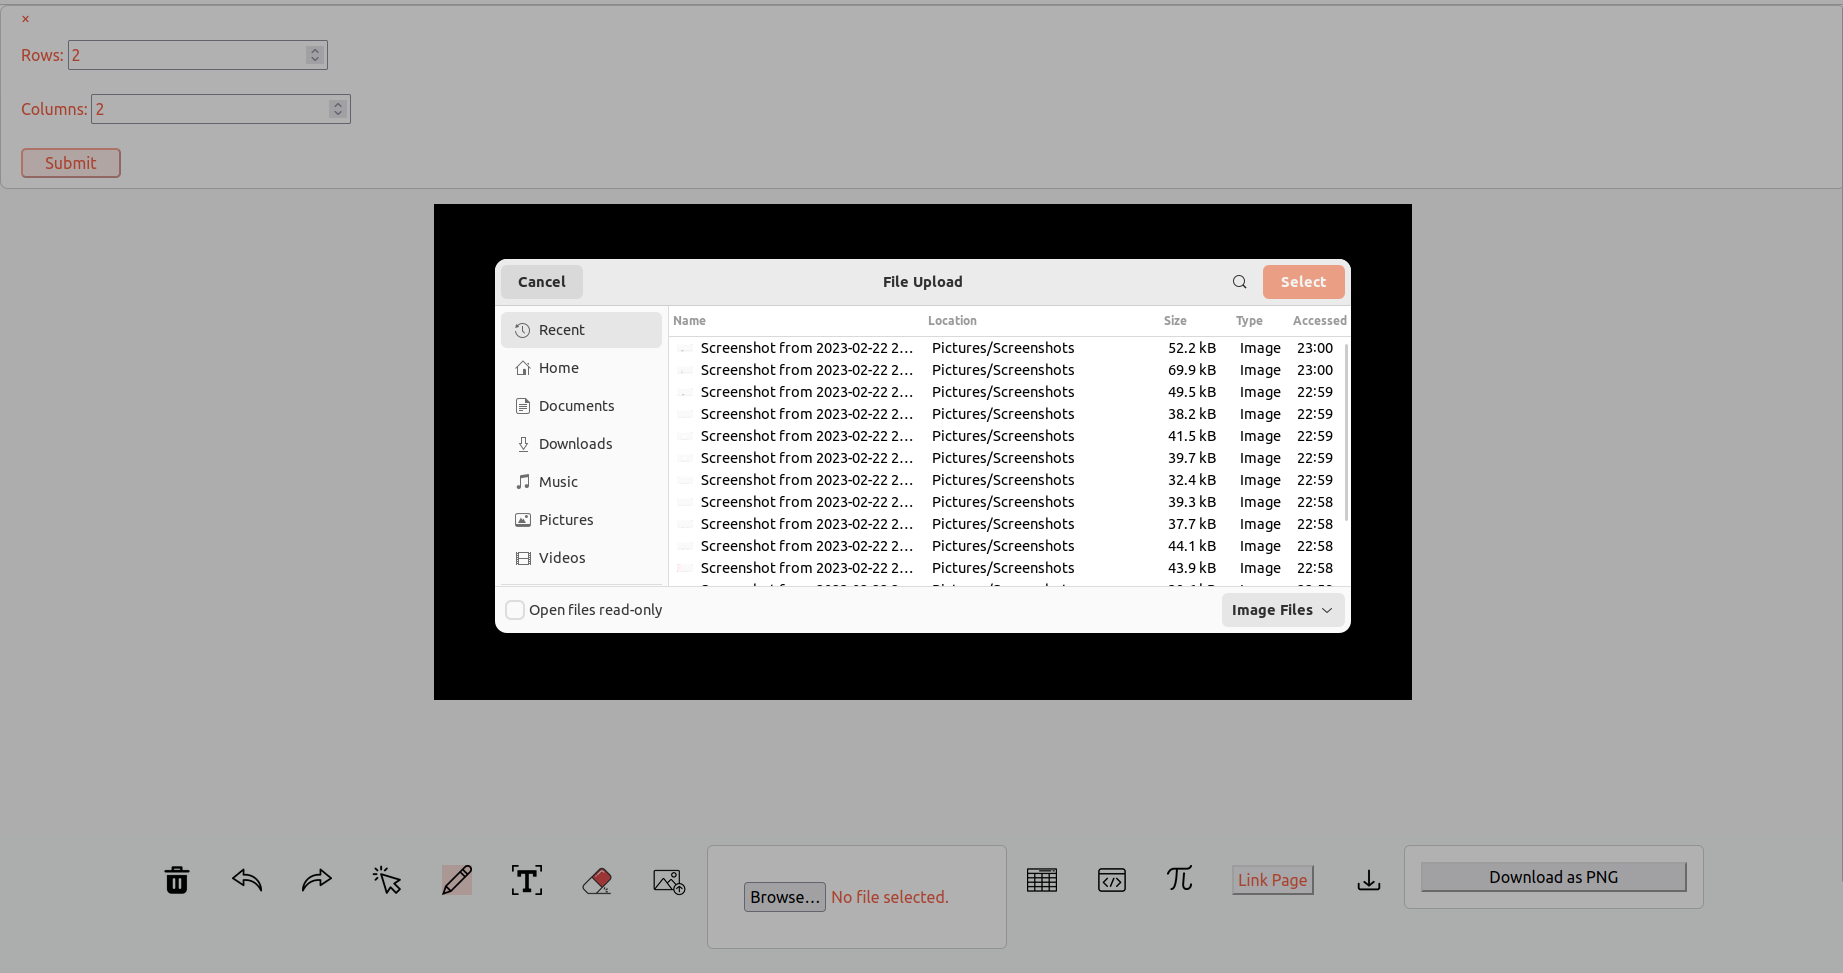 ×
Rows: 2
Columns: 2
Submit
Cancel File Upload Select
Recent
Home
Documents
Downloads
Music
Pictures
Videos
Name Location Size Type Accessed
Screenshot from 2023-02-22 2... Pictures/Screenshots 52.2 kB Image 23:00
Screenshot from 2023-02-22 2... Pictures/Screenshots 69.9 kB Image 23:00
Screenshot from 2023-02-22 2... Pictures/Screenshots 49.5 kB Image 22:59
Screenshot from 2023-02-22 2... Pictures/Screenshots 38.2 kB Image 22:59
Screenshot from 2023-02-22 2... Pictures/Screenshots 41.5 kB Image 22:59
Screenshot from 2023-02-22 2... Pictures/Screenshots 39.7 kB Image 22:59
Screenshot from 2023-02-22 2... Pictures/Screenshots 32.4 kB Image 22:59
Screenshot from 2023-02-22 2... Pictures/Screenshots 39.3 kB Image 22:58
Screenshot from 2023-02-22 2... Pictures/Screenshots 37.7 kB Image 22:58
Screenshot from 2023-02-22 2... Pictures/Screenshots 44.1 kB Image 22:58
Screenshot from 2023-02-22 2... Pictures/Screenshots 43.9 kB Image 22:58
Open files read-only Image Files
T
Browse... No file selected.
</>
π
Link Page
Download as PNG